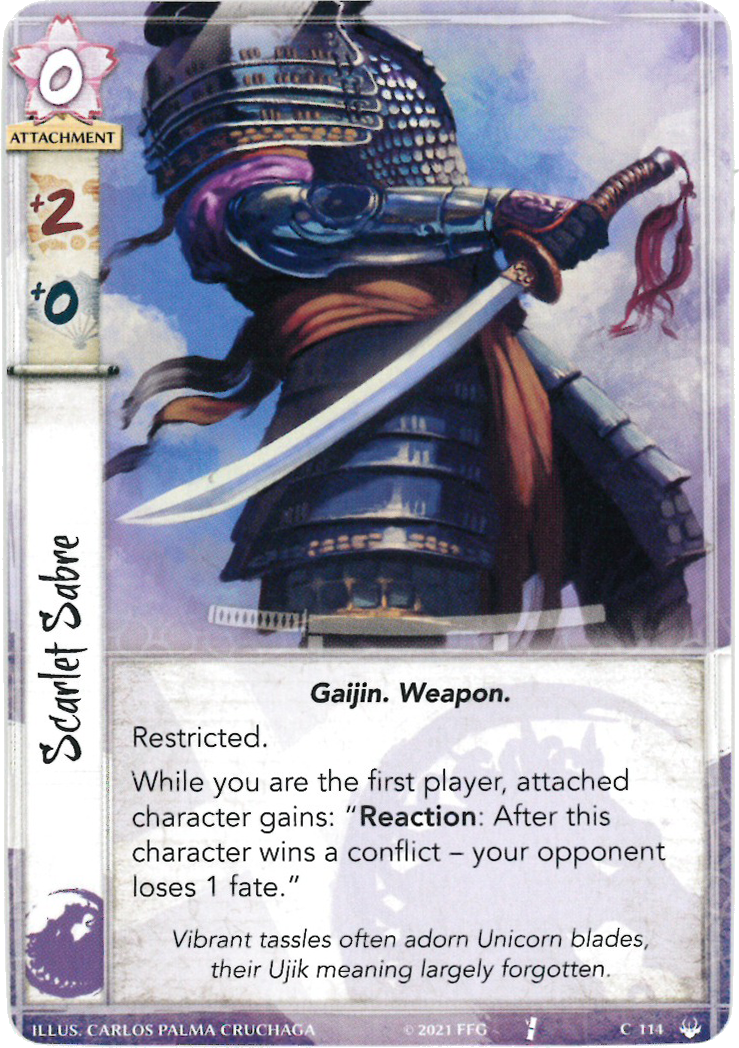 0
ATTACHMENT
+2
+0
Scarlet Sabre
Gaijin. Weapon.
Restricted.
While you are the first player, attached
character gains: “Reaction: After this
character wins a conflict – your opponent
loses 1 fate.”
Vibrant tassles often adorn Unicorn blades,
their Ujik meaning largely forgotten.
ILLUS. CARLOS PALMA CRUCHAGA © 2021 FFG C 114